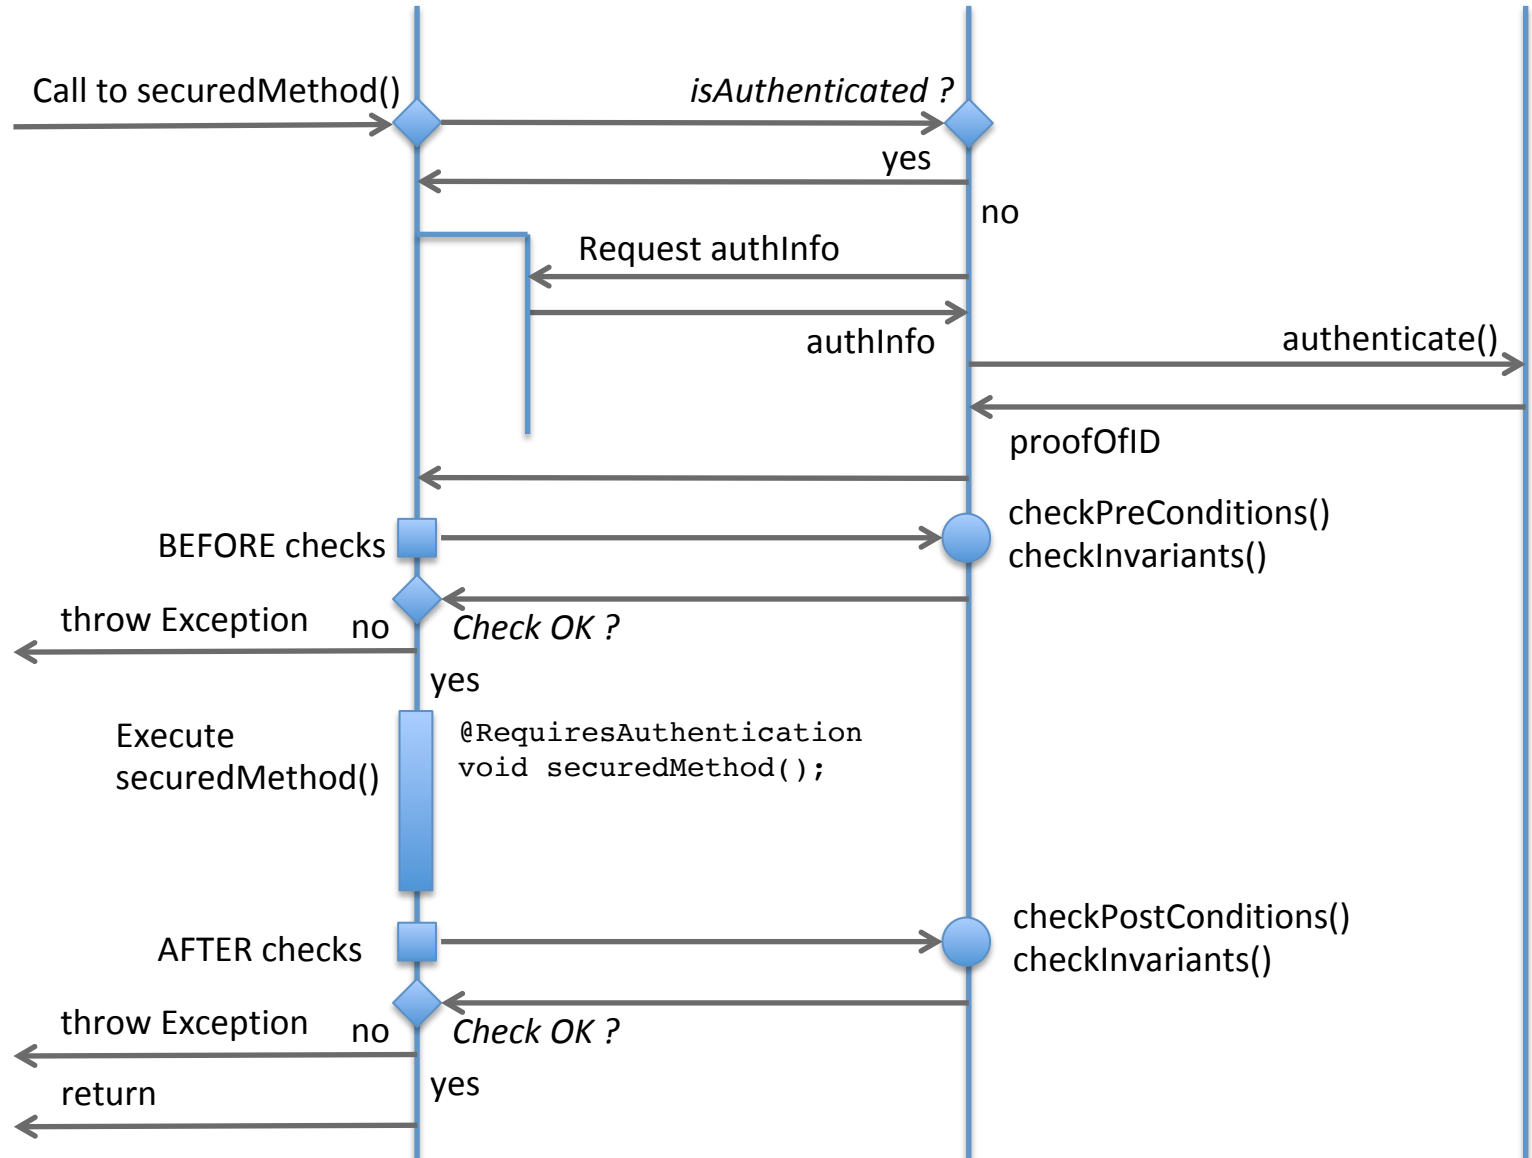 Call to securedMethod()
isAuthenticated ?
yes
no
Request authInfo
authInfo
authenticate()
proofOfID
checkPreConditions()
BEFORE checks
checkInvariants()
throw Exception
no
Check OK ?
yes
Execute
securedMethod()
@RequiresAuthentication
void securedMethod();
checkPostConditions()
AFTER checks
checkInvariants()
throw Exception
no
Check OK ?
yes
return